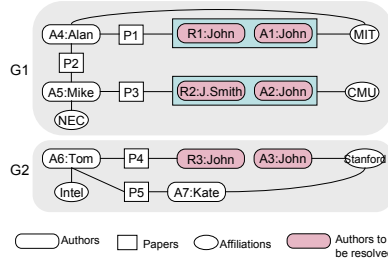 A4:Alan P1 R1:John A1:John MIT
P2
G1
A5:Mike P3 R2:J.Smith A2:John CMU
NEC
A6:Tom P4 R3:John A3:John Stanford
G2
Intel P5 A7:Kate
Authors Papers Affiliations Authors to
be resolved